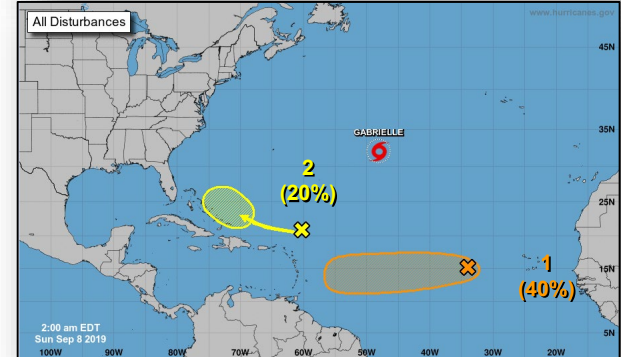 All Disturbances
www.hurricanes.gov
45N
GABRIELLE
35N
2
(20%)
25N
1
(40%)
15N
5N
2:00 am EDT
Sun Sep 8 2019
100W 90W 80W 70W 60W 50W 40W 30W 20W